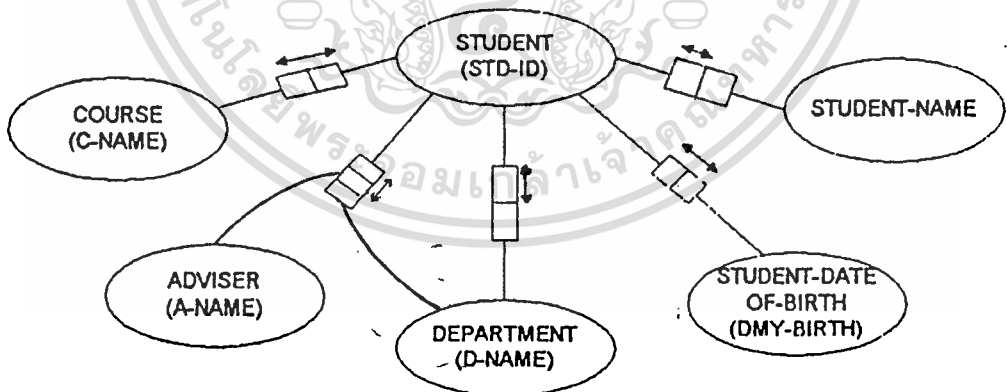 STUDENT
(STD-ID)
COURSE
(C-NAME)
STUDENT-NAME
ADVISER
(A-NAME)
DEPARTMENT
(D-NAME)
STUDENT-DATE
OF-BIRTH
(DMY-BIRTH)